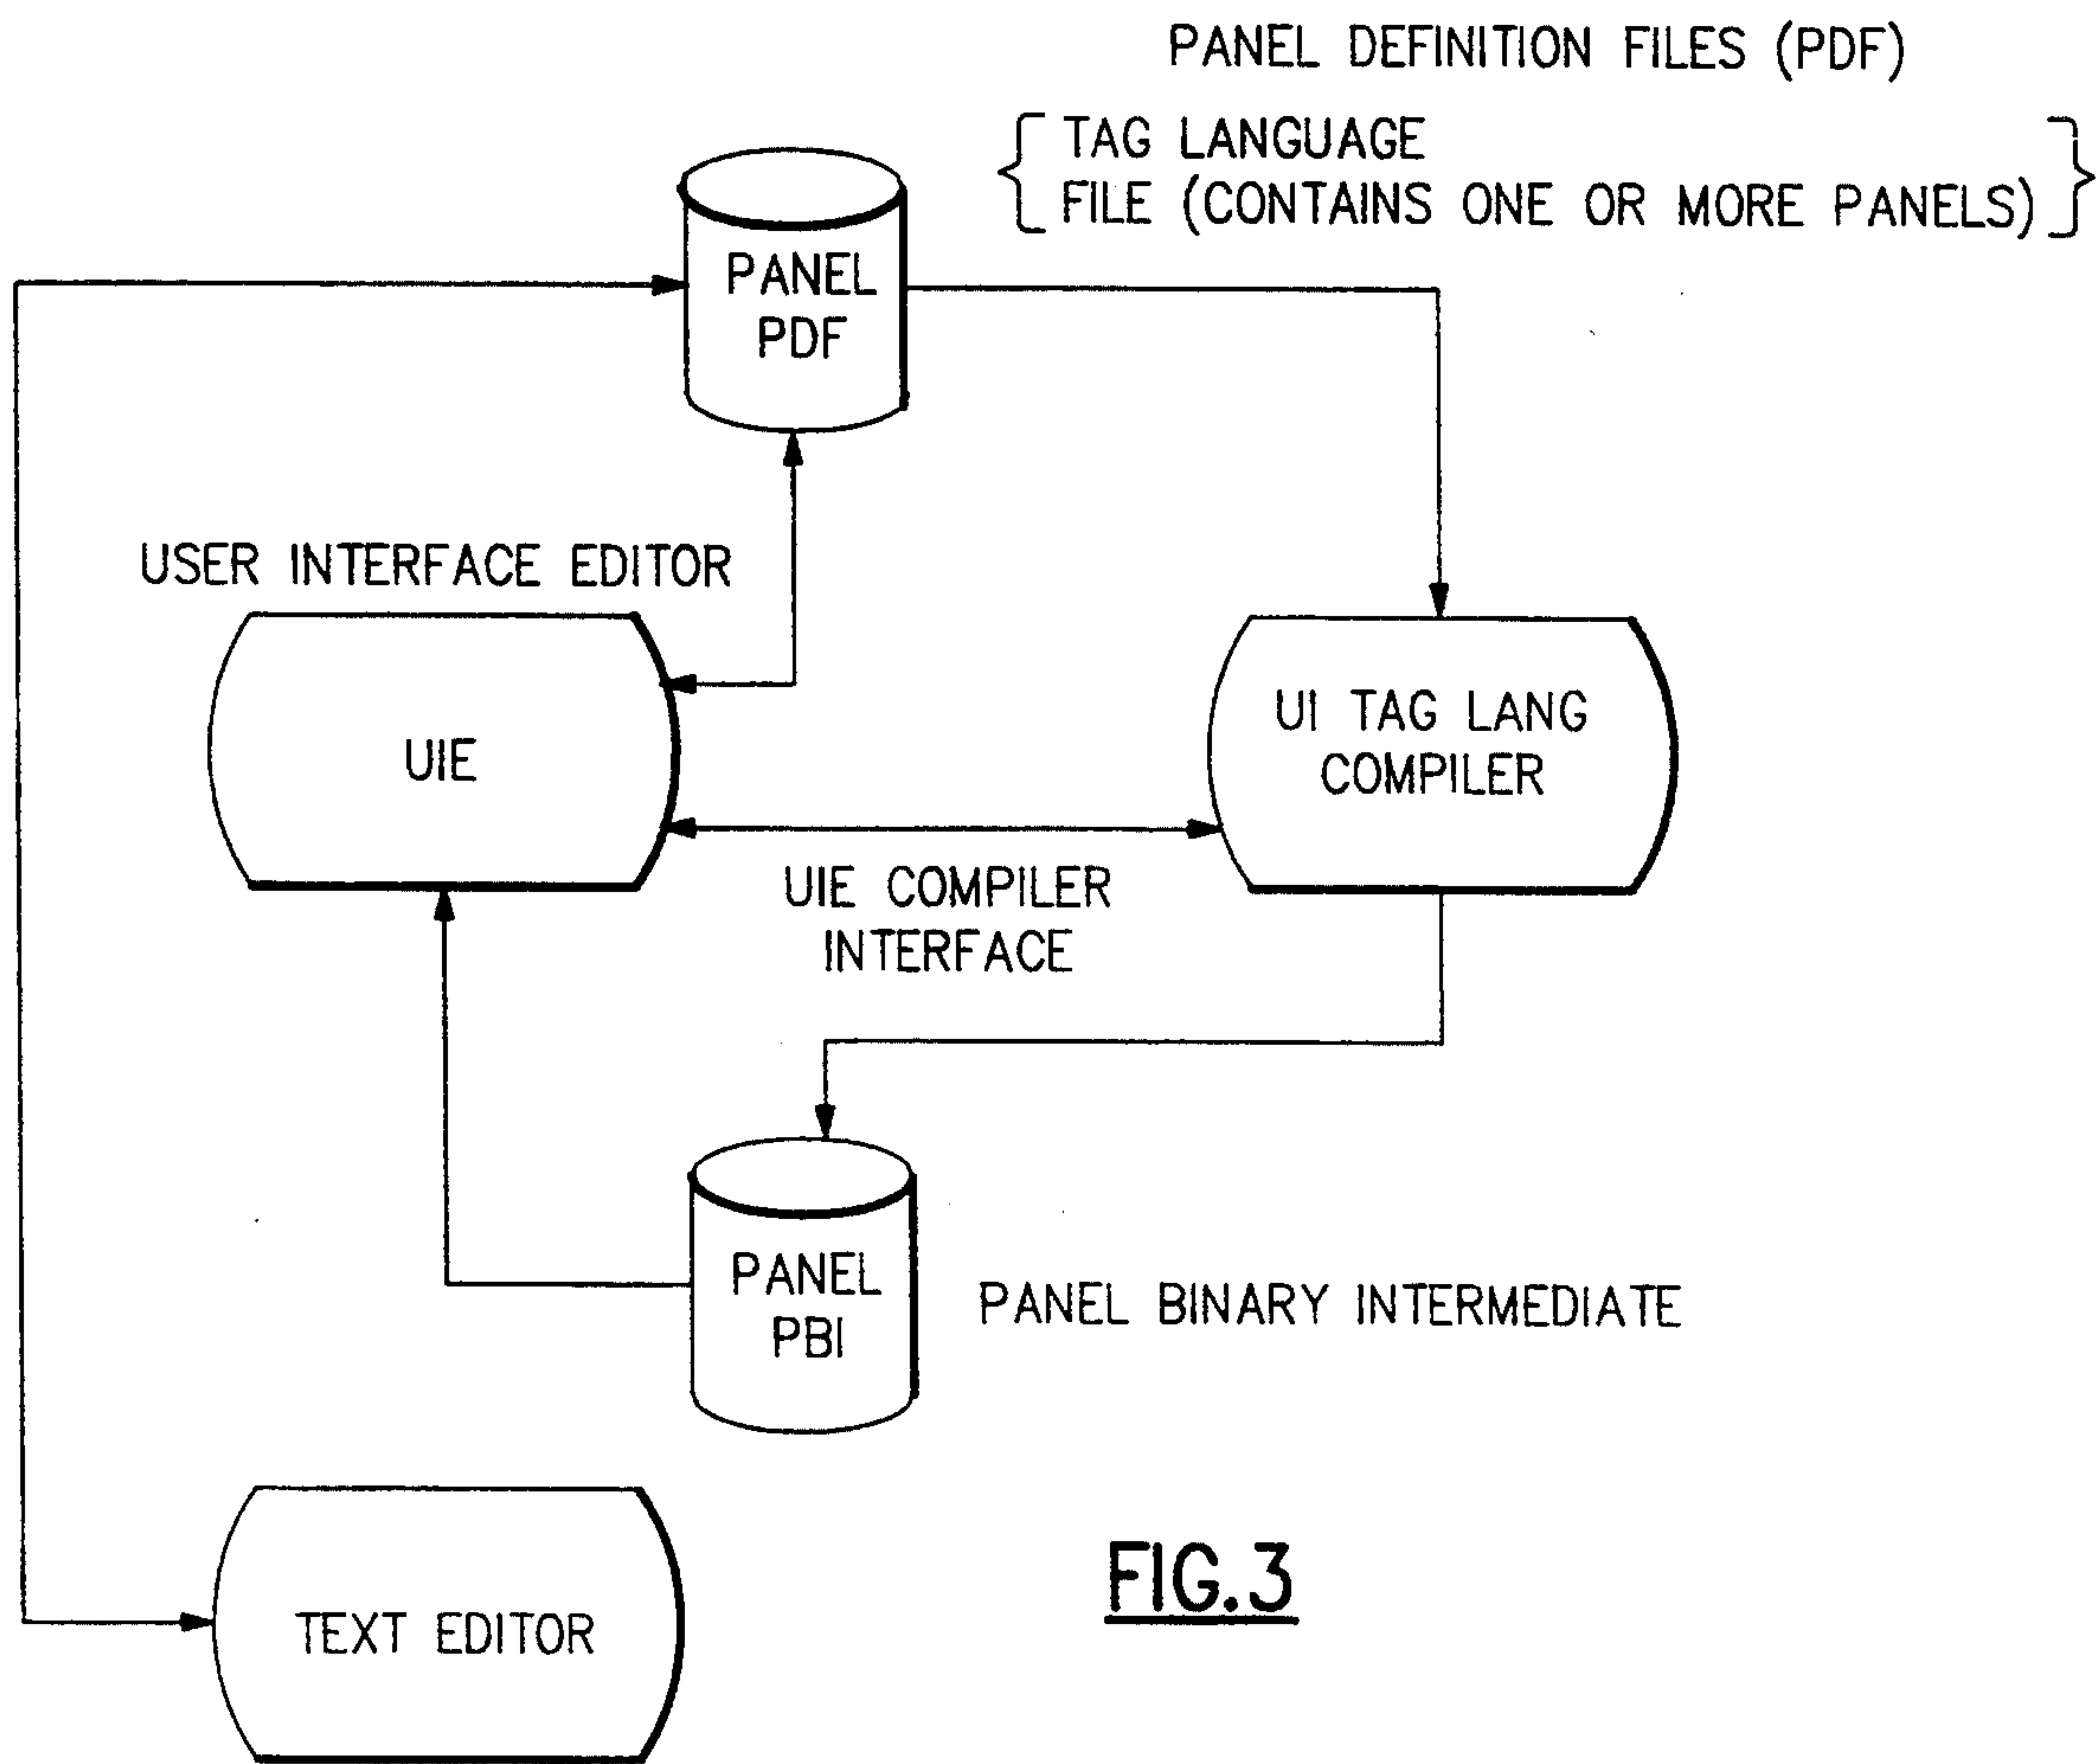 PANEL DEFINITION FILES (PDF)
TAG LANGUAGE
FILE (CONTAINS ONE OR MORE PANELS)
PANEL
PDF
USER INTERFACE EDITOR
UIE
UI TAG LANG
COMPILER
UIE COMPILER
INTERFACE
PANEL
PBI
PANEL BINARY INTERMEDIATE
TEXT EDITOR
FIG.3